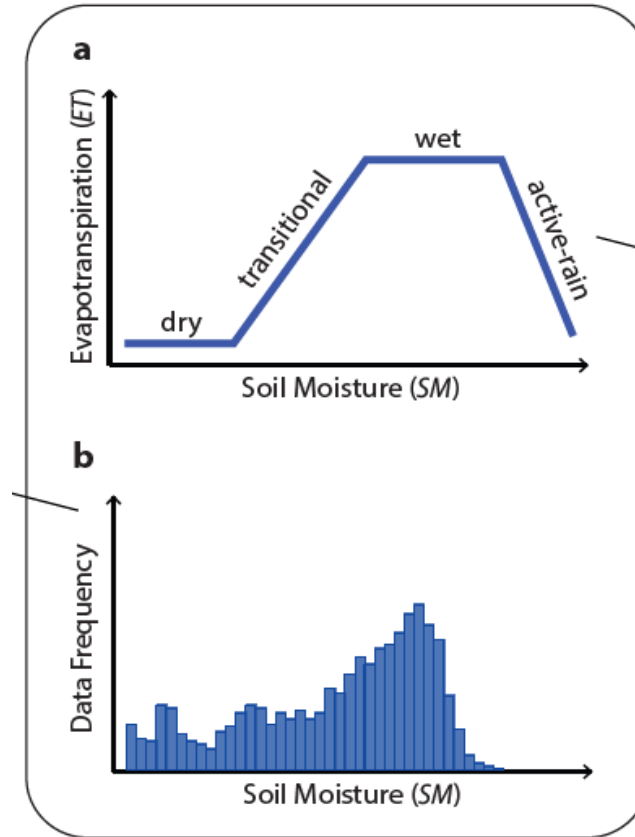 a
Evapotranspiration (ET)
dry
transitional
wet
active-rain
Soil Moisture (SM)
b
Data Frequency
Soil Moisture (SM)